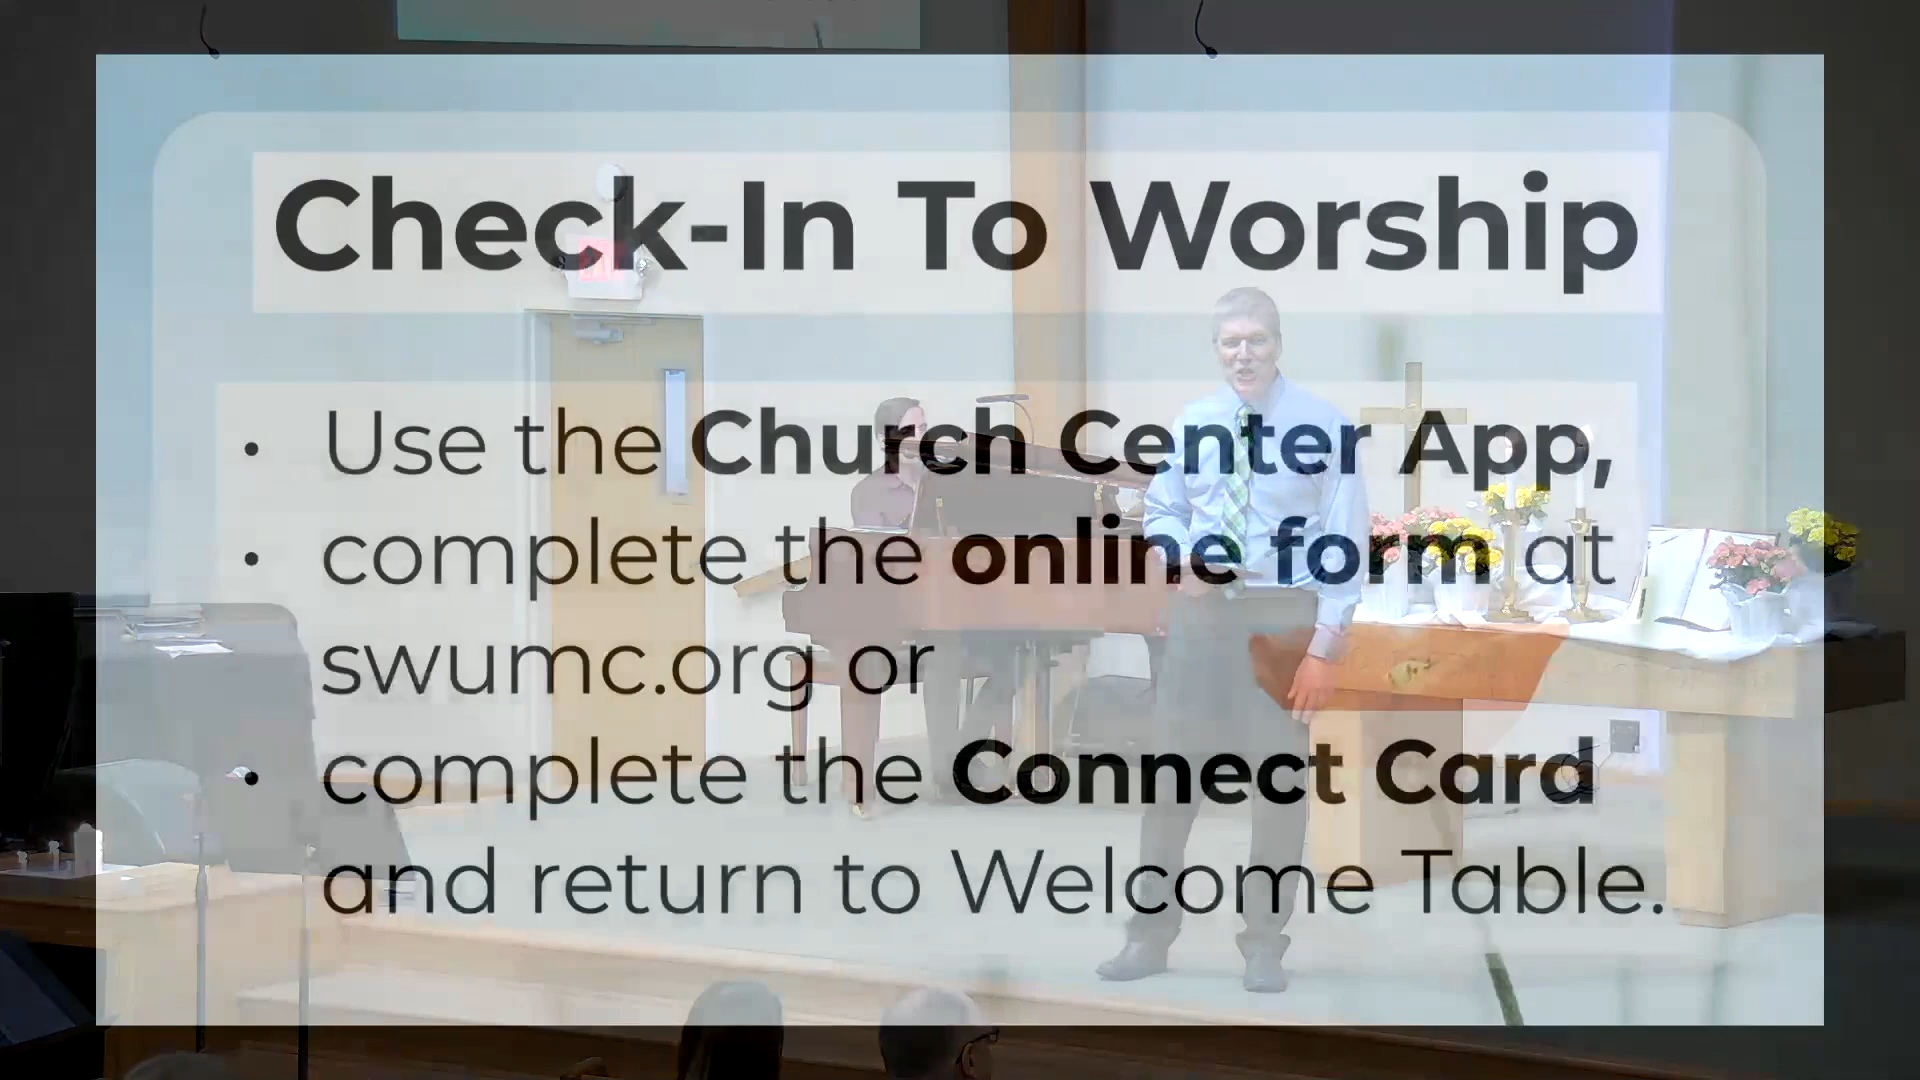 Check-In To Worship
• Use the Church Center App,
• complete the online form at
swumc.org or
• complete the Connect Card
and return to Welcome Table.